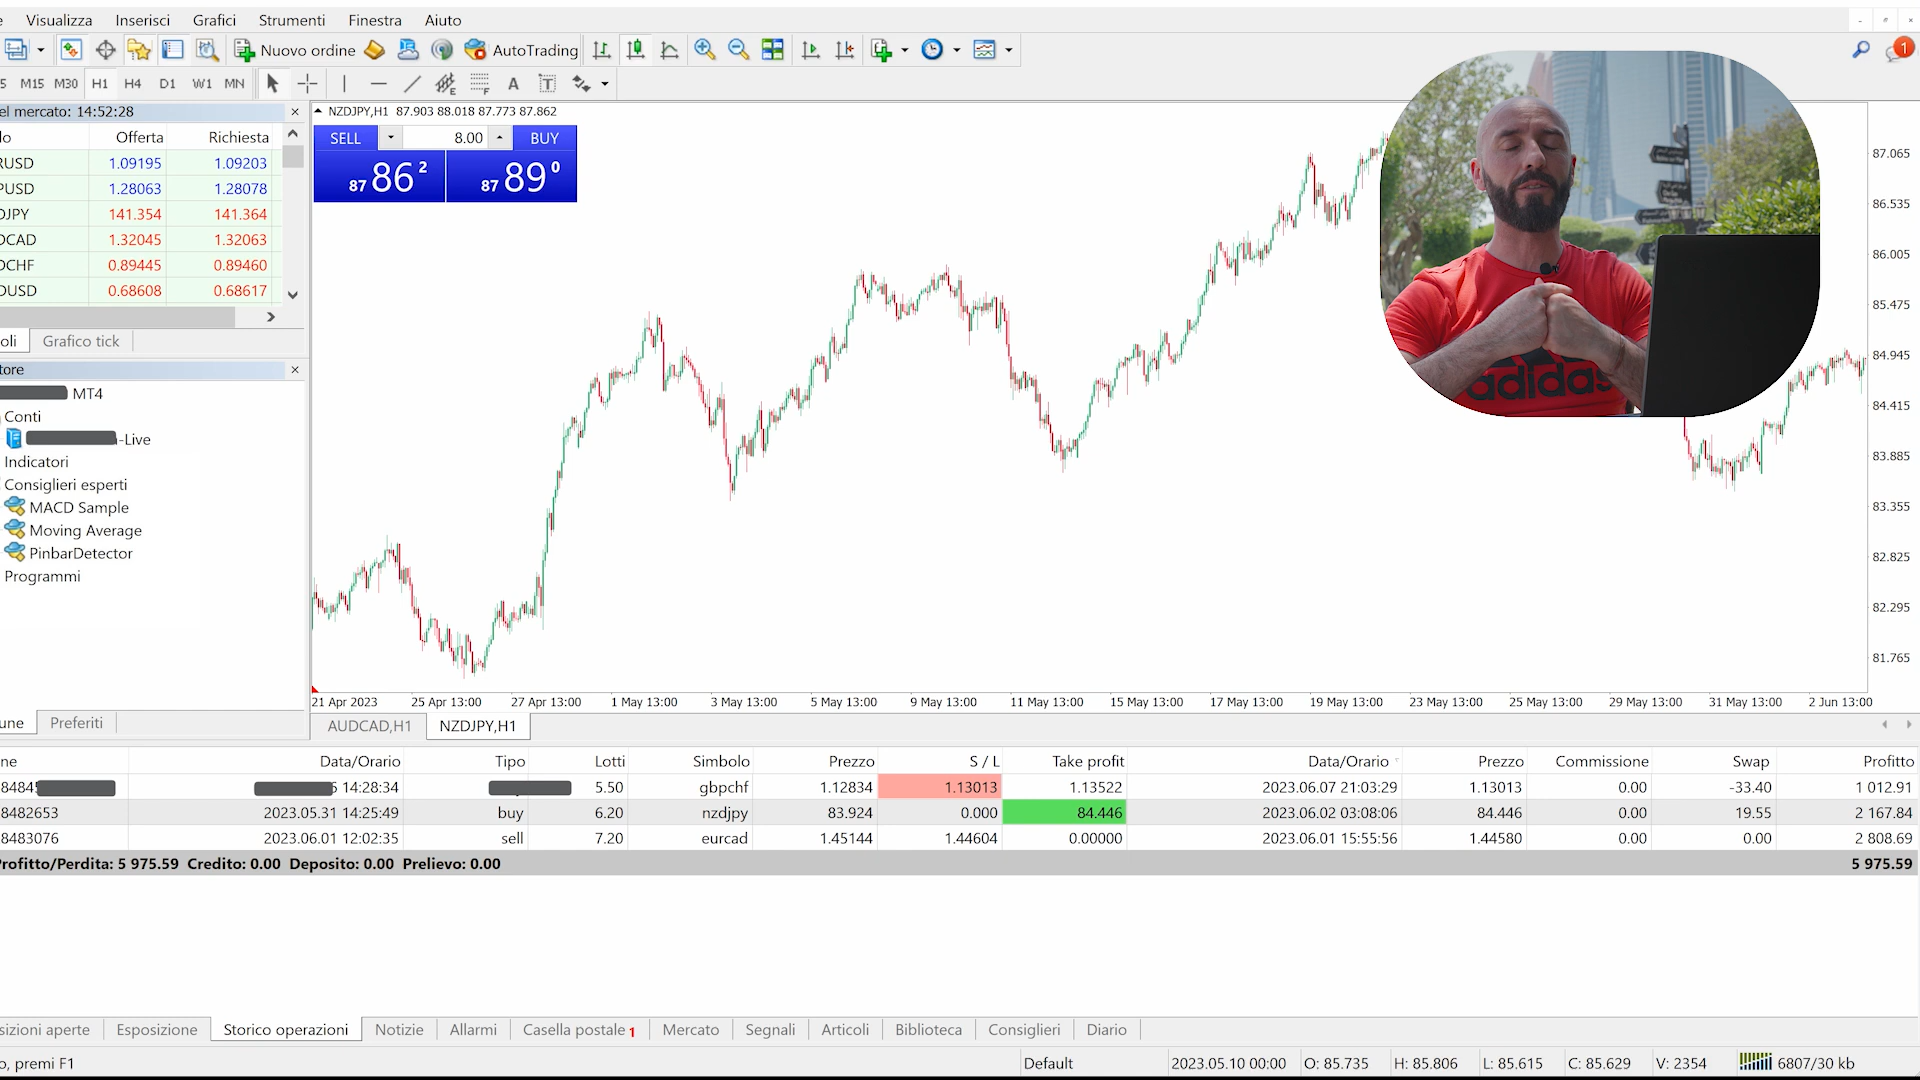 Visualizza Inserisci Grafici Strumenti Finestra Aiuto
Nuovo ordine AutoTrading 1
M15 M30 H1 H4 D1 W1 MN E F A T
el mercato: 14:52:28
NZDJPY,H1 87.903 88.018 87.773 87.862
SELL 8.00 BUY
87 86 2 87 89 0
lo Offerta Richiesta
RUSD 1.09195 1.09203
PUSD 1.28063 1.28078
DJPY 141.354 141.364
DCAD 1.32045 1.32063
DCHF 0.89445 0.89460
DUSD 0.68608 0.68617
oli Grafico tick
tore
MT4
Conti
-Live
Indicatori
Consiglieri esperti
MACD Sample
Moving Average
PinbarDetector
Programmi
une Preferiti
adidas
87.065
86.535
86.005
85.475
84.945
84.415
83.885
83.355
82.825
82.295
81.765
21 Apr 2023 25 Apr 13:00 27 Apr 13:00 1 May 13:00 3 May 13:00 5 May 13:00 9 May 13:00 11 May 13:00 15 May 13:00 17 May 13:00 19 May 13:00 23 May 13:00 25 May 13:00 29 May 13:00 31 May 13:00 2 Jun 13:00
AUDCAD,H1 NZDJPY,H1
ne Data/Orario Tipo Lotti Simbolo Prezzo S / L Take profit Data/Orario Prezzo Commissione Swap Profitto
14:28:34 5.50 gbpchf 1.12834 1.13013 1.13522 2023.06.07 21:03:29 1.13013 0.00 -33.40 1 012.91
8482653 2023.05.31 14:25:49 buy 6.20 nzdjpy 83.924 0.000 84.446 2023.06.02 03:08:06 84.446 0.00 19.55 2 167.84
8483076 2023.06.01 12:02:35 sell 7.20 eurcad 1.45144 1.44604 0.00000 2023.06.01 15:55:56 1.44580 0.00 0.00 2 808.69
Profitto/Perdita: 5 975.59 Credito: 0.00 Deposito: 0.00 Prelievo: 0.00 5 975.59
sizioni aperte Esposizione Storico operazioni Notizie Allarmi Casella postale 1 Mercato Segnali Articoli Biblioteca Consiglieri Diario
o, premi F1 Default 2023.05.10 00:00 O: 85.735 H: 85.806 L: 85.615 C: 85.629 V: 2354 6807/30 kb